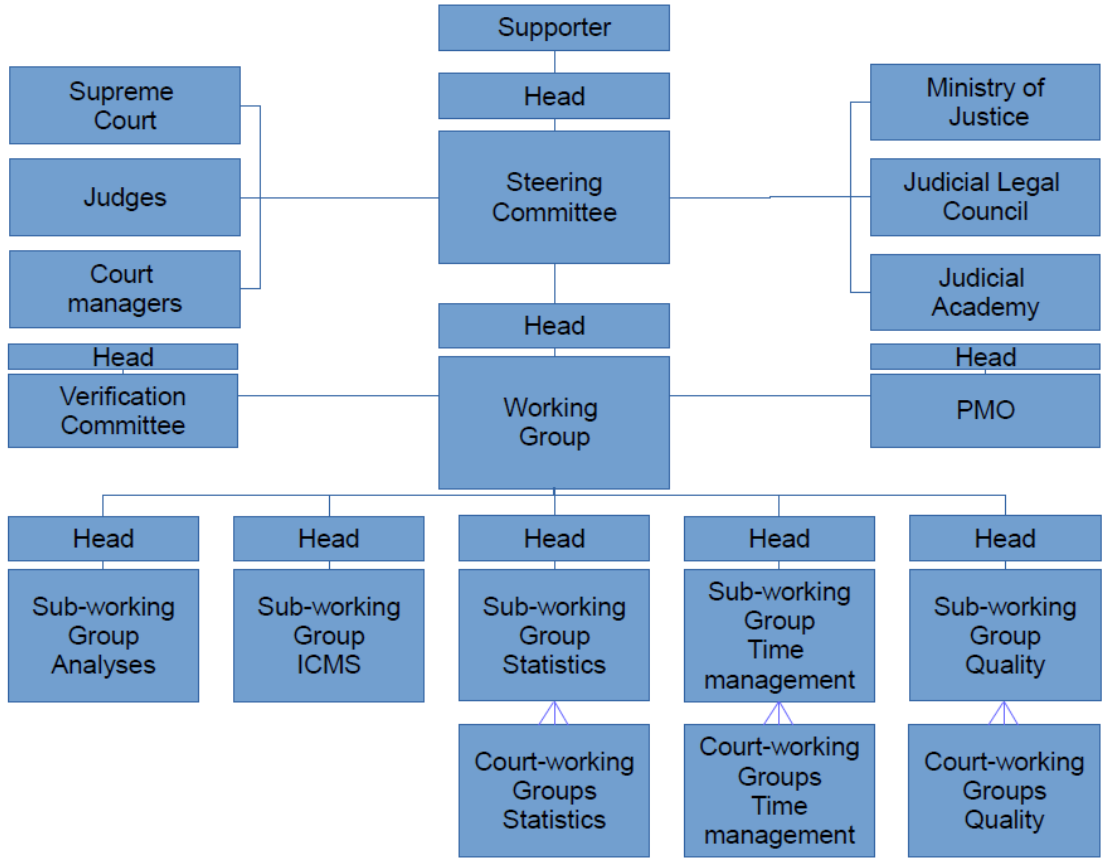 Supporter
Head
Supreme
Court
Judges
Court
managers
Steering
Committee
Ministry of
Justice
Judicial Legal
Council
Judicial
Academy
Head
Head
Verification
Committee
Working
Group
Head
PMO
Head
Sub-working
Group
Analyses
Head
Sub-working
Group
ICMS
Head
Sub-working
Group
Statistics
Head
Sub-working
Group
Time
management
Head
Sub-working
Group
Quality
Court-working
Groups
Statistics
Court-working
Groups
Time
management
Court-working
Groups
Quality